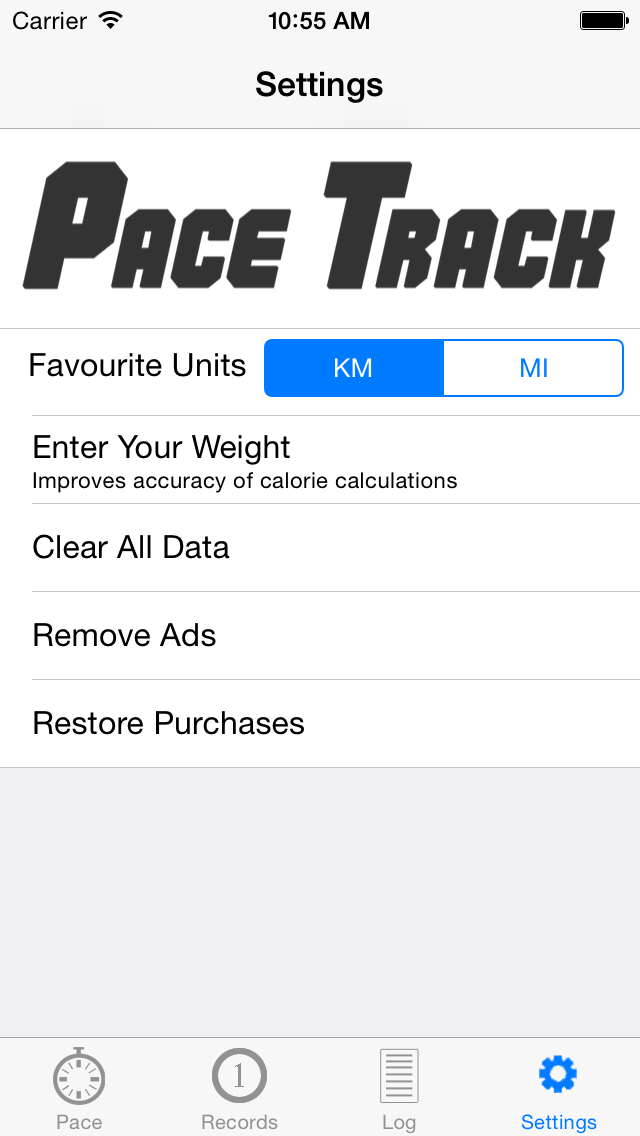 Carrier 10:55 AM
Settings
PACE TRACK
Favourite Units KM MI
Enter Your Weight
Improves accuracy of calorie calculations
Clear All Data
Remove Ads
Restore Purchases
1
Pace Records Log Settings